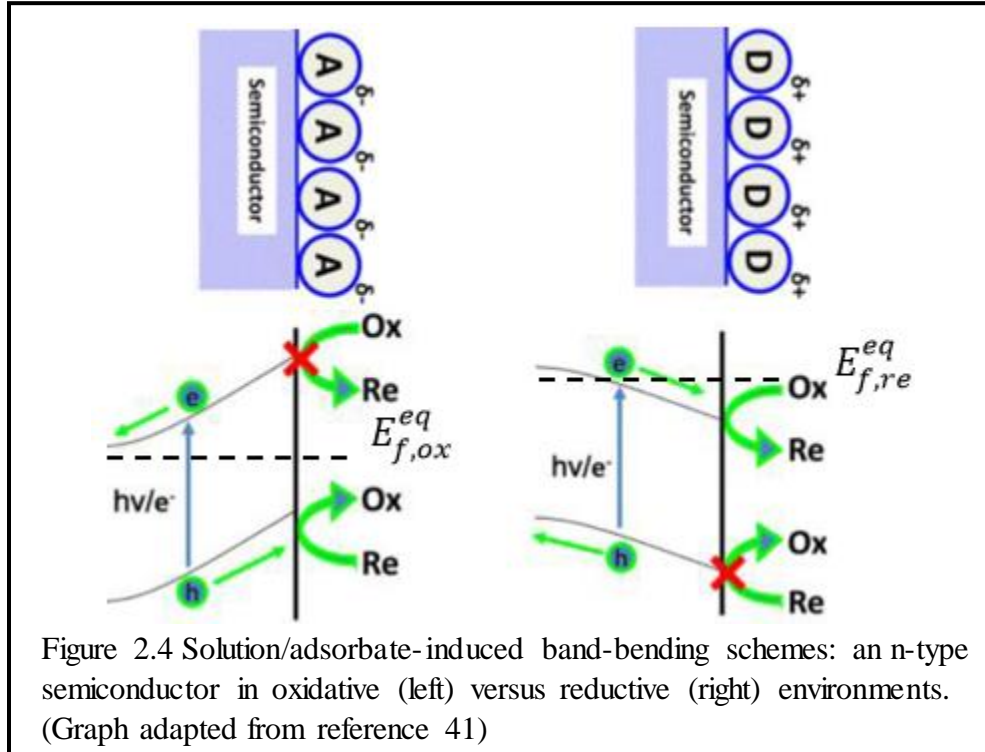 Semiconductor
A δ-
A δ-
A δ-
A δ-
Semiconductor
D δ+
D δ+
D δ+
D δ+
e
Ox
Re
E_{f,ox}^{eq}
hv/e-
Ox
Re
h
e
E_{f,re}^{eq}
Ox
Re
hv/e-
h
Ox
Re
Figure 2.4 Solution/adsorbate-induced band-bending schemes: an n-type
semiconductor in oxidative (left) versus reductive (right) environments.
(Graph adapted from reference 41)